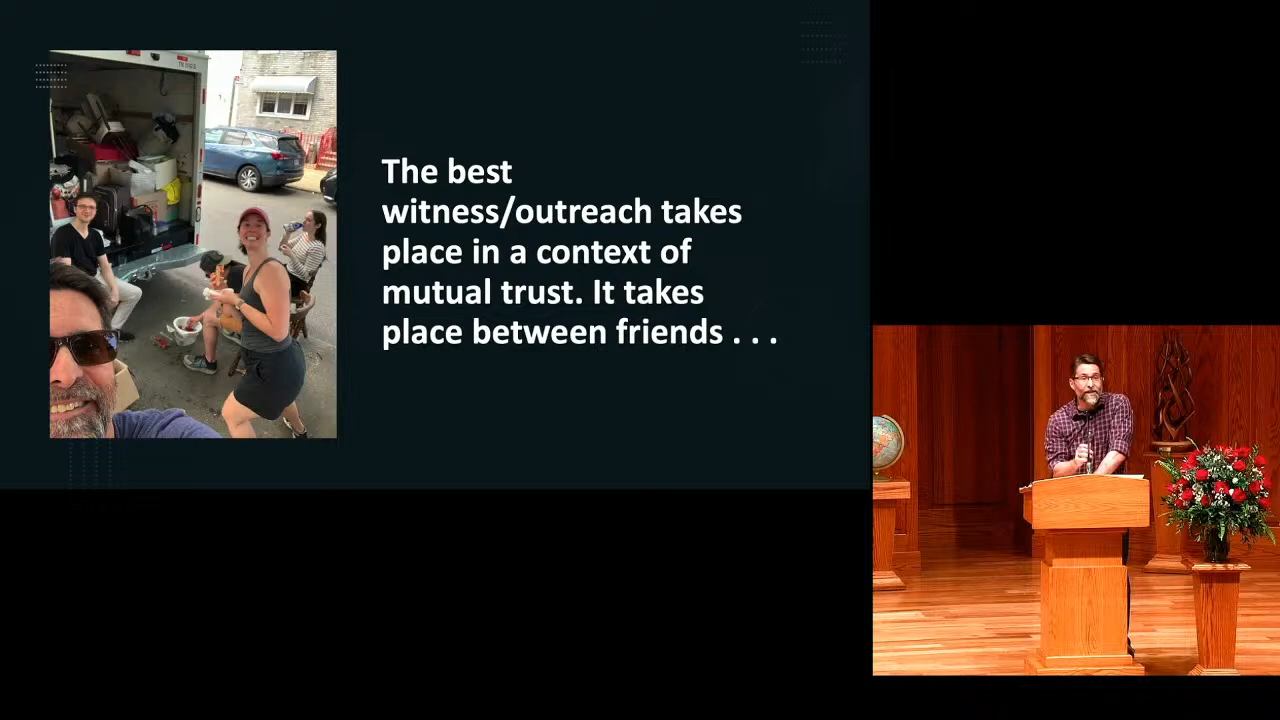 The best
witness/outreach takes
place in a context of
mutual trust. It takes
place between friends . . .